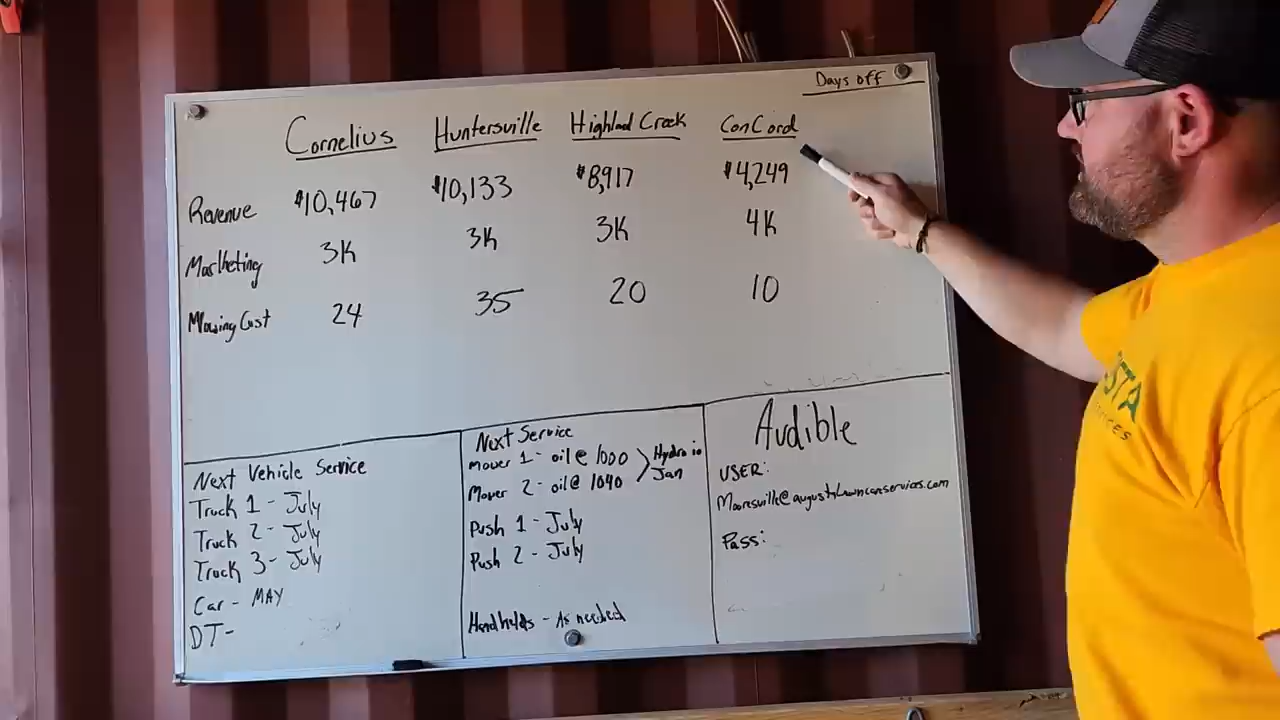 Days off
Cornelius Huntersville Highland Creek ConCord
Revenue $10,467 $10,133 $8,917 $4,249
Marketing 3K 3K 3K 4K
Mowing Cust 24 35 20 10
Next Vehicle Service
Truck 1 - July
Truck 2 - July
Truck 3 - July
Car - MAY
DT -
Next Service
Mower 1 - oil @ 1000
Mower 2 - oil @ 1040
Hydro in
Jan
Push 1 - July
Push 2 - July
Handhelds - As needed
Audible
USER:
Mooresville@augustalawncareservices.com
Pass:
STA